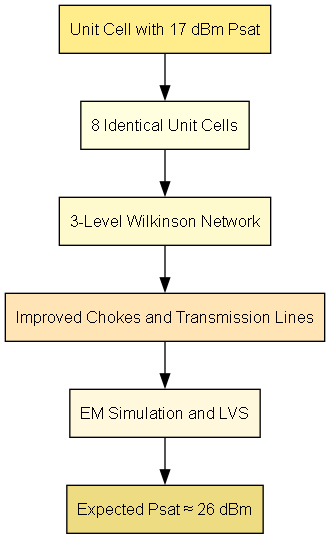 Unit Cell with 17 dBm Psat
8 Identical Unit Cells
3-Level Wilkinson Network
Improved Chokes and Transmission Lines
EM Simulation and LVS
Expected Psat ≈ 26 dBm